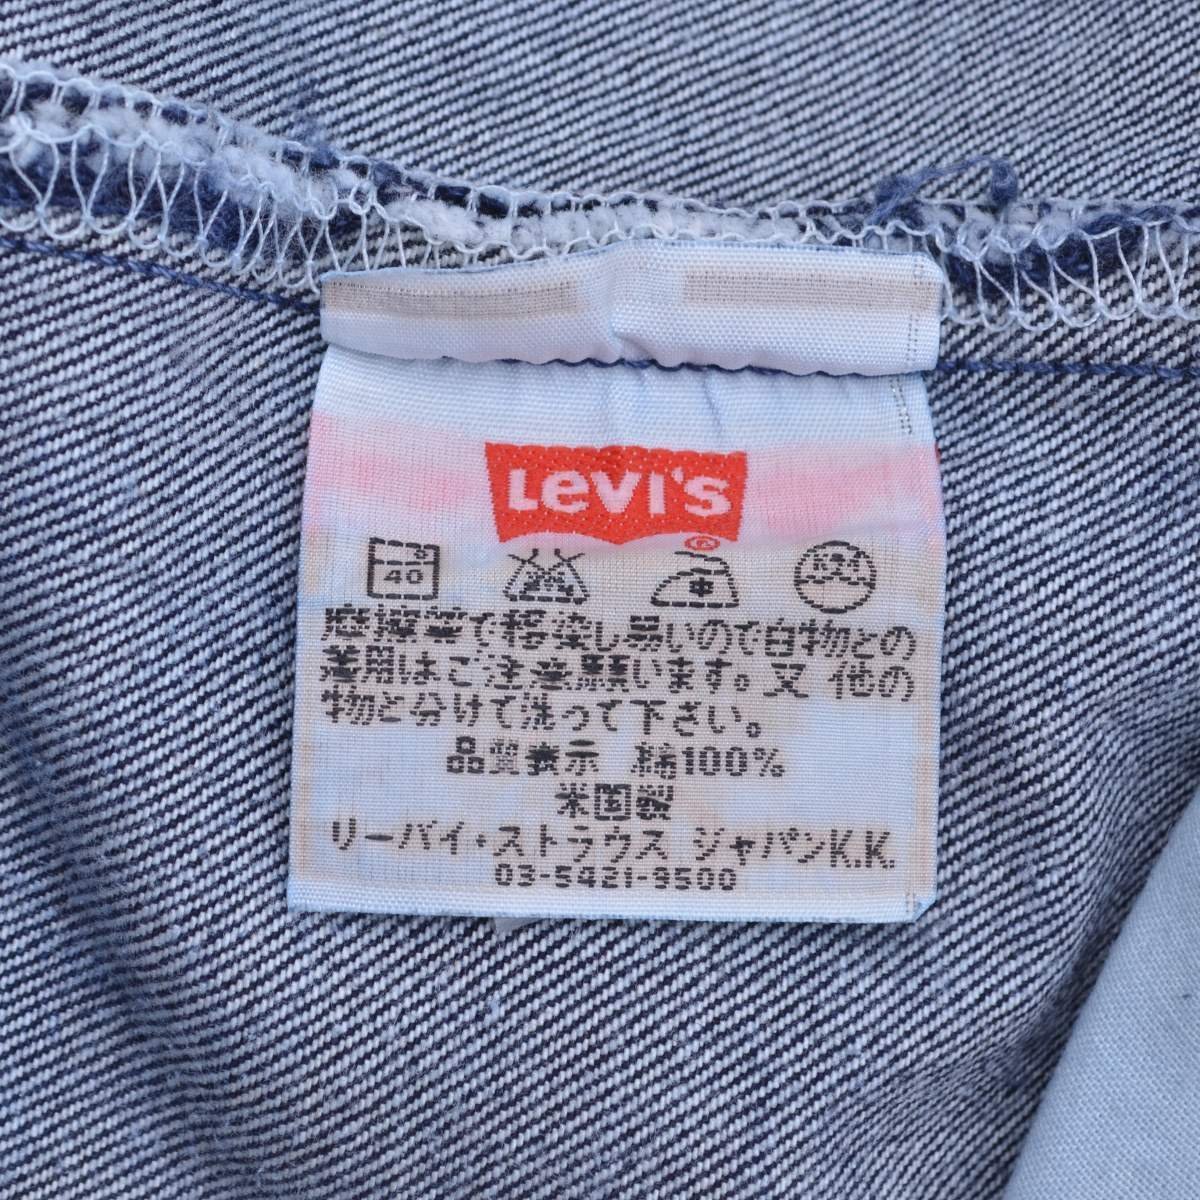 LEVI'S
®
40 中
摩擦等で移染し易いので白物との
着用はご注意願います。又 他の
物と分けて洗って下さい。
品質表示 綿100%
米国製
リーバイ・ストラウス ジャパンK.K.
03-5421-9500